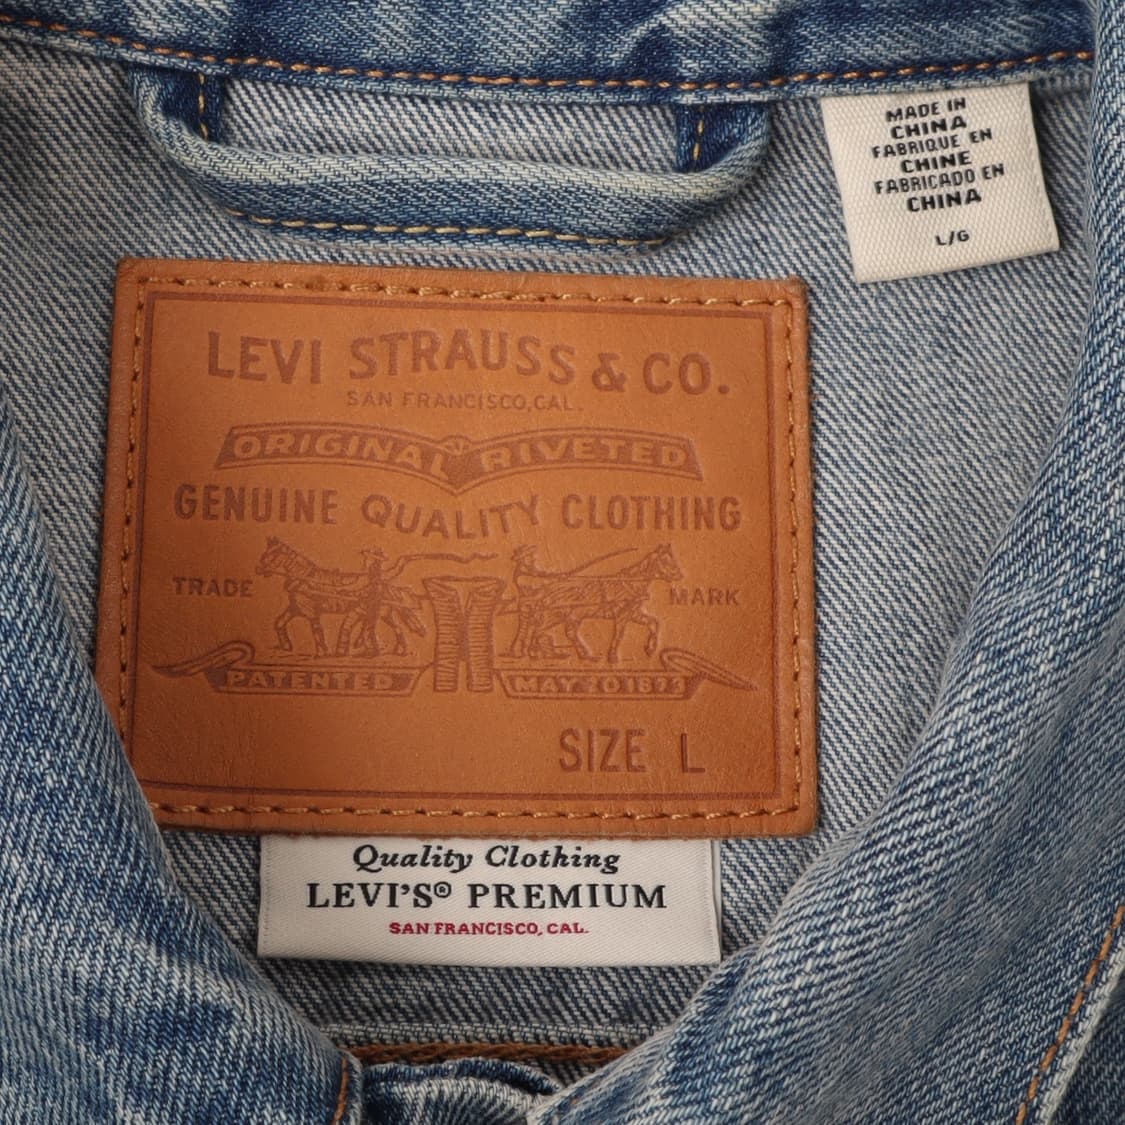 MADE IN
CHINA
FABRIQUE EN
CHINE
FABRICADO EN
CHINA
L/G
LEVI STRAUSS & CO.
SAN FRANCISCO, CAL.
ORIGINAL RIVETED
GENUINE QUALITY CLOTHING
TRADE MARK
PATENTED MAY 20 1873
SIZE L
Quality Clothing
LEVI'S® PREMIUM
SAN FRANCISCO, CAL.